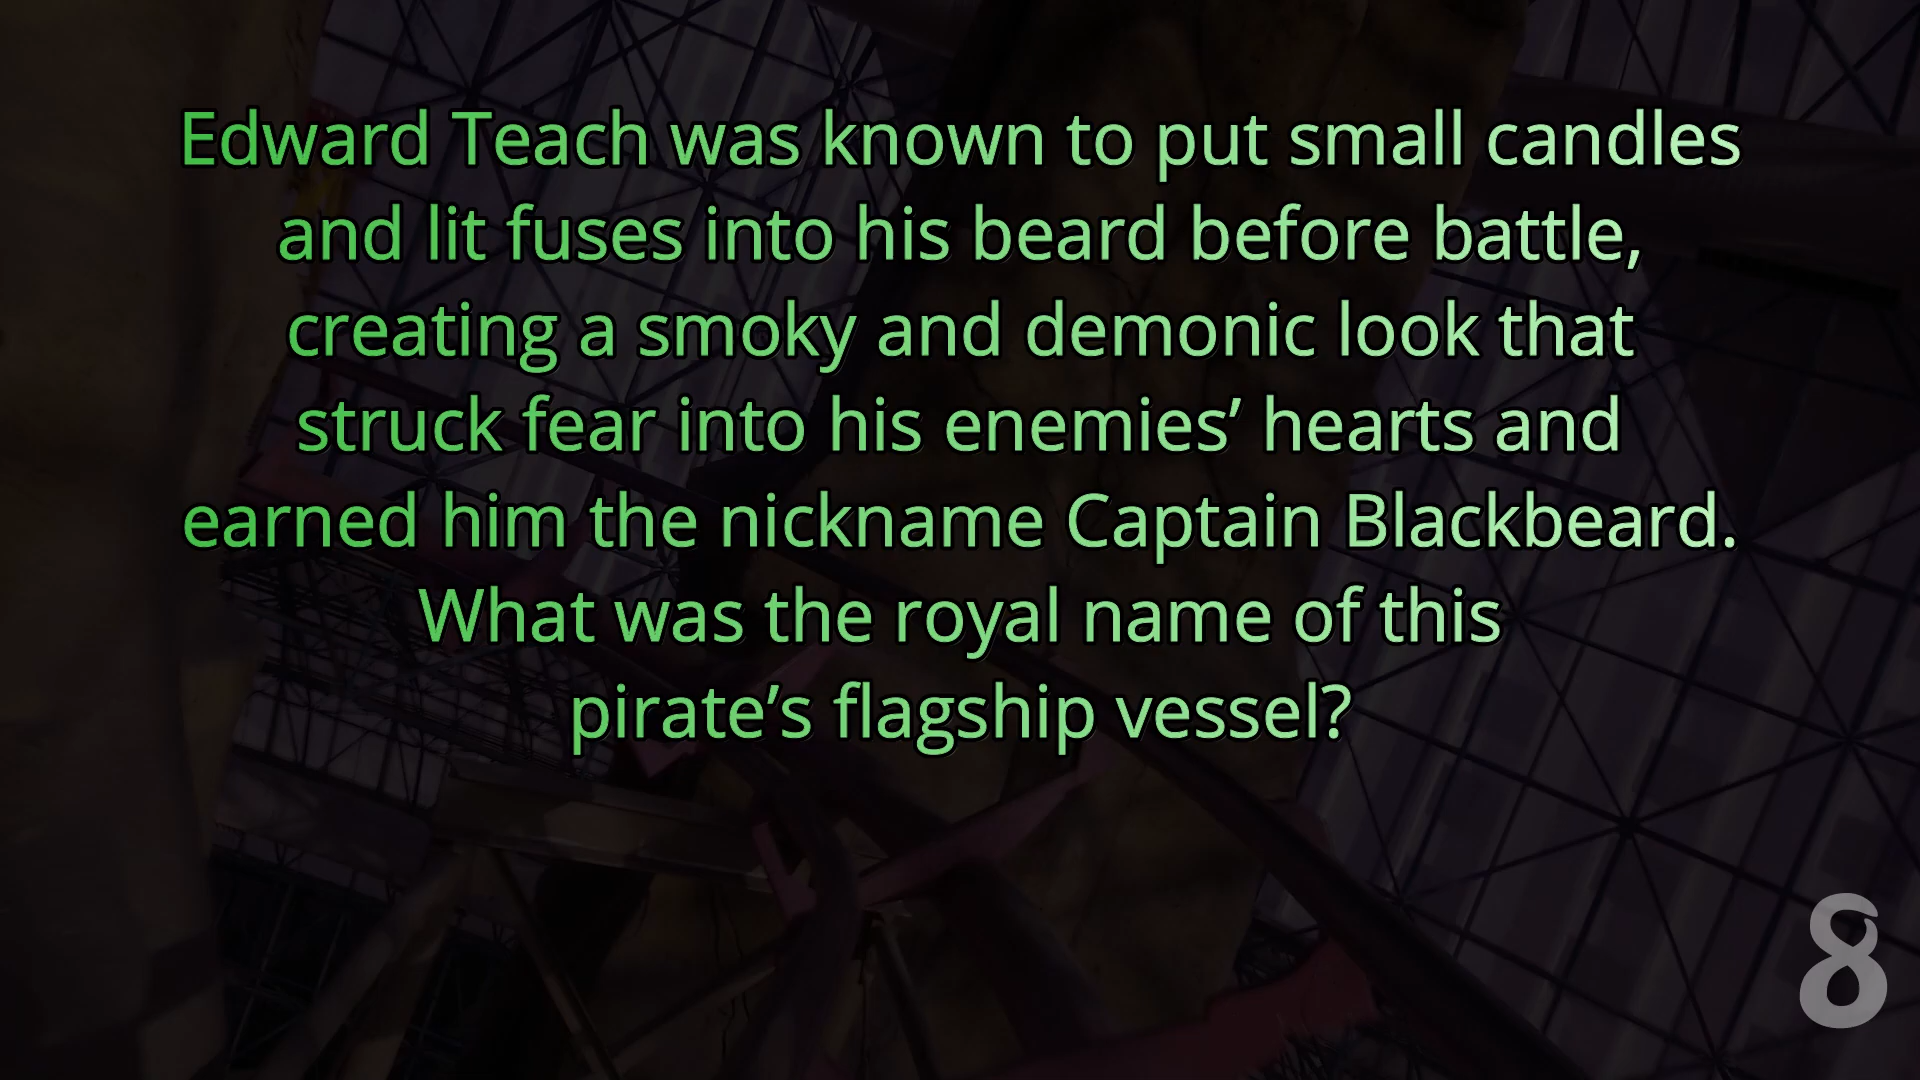 Edward Teach was known to put small candles
and lit fuses into his beard before battle,
creating a smoky and demonic look that
struck fear into his enemies’ hearts and
earned him the nickname Captain Blackbeard.
What was the royal name of this
pirate’s flagship vessel?
8